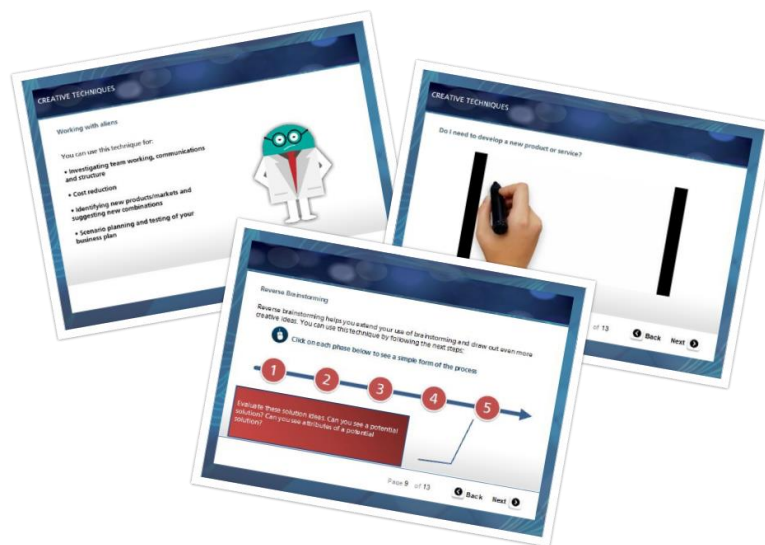 CREATIVE TECHNIQUES
Working with aliens
You can use this technique for:
• Investigating team working, communications
and structure
• Cost reduction
• Identifying new products/markets and
suggesting new combinations
• Scenario planning and testing of your
business plan
CREATIVE TECHNIQUES
Do I need to develop a new product or service?
of 13 Back Next
Reverse Brainstorming
Reverse brainstorming helps you extend your use of brainstorming and draw out even more
creative ideas. You can use this technique by following the next steps:
Click on each phase below to see a simple form of the process
1 2 3 4 5
Evaluate these solution ideas. Can you see a potential
solution? Can you see attributes of a potential
solution?
Page 9 of 13 Back Next